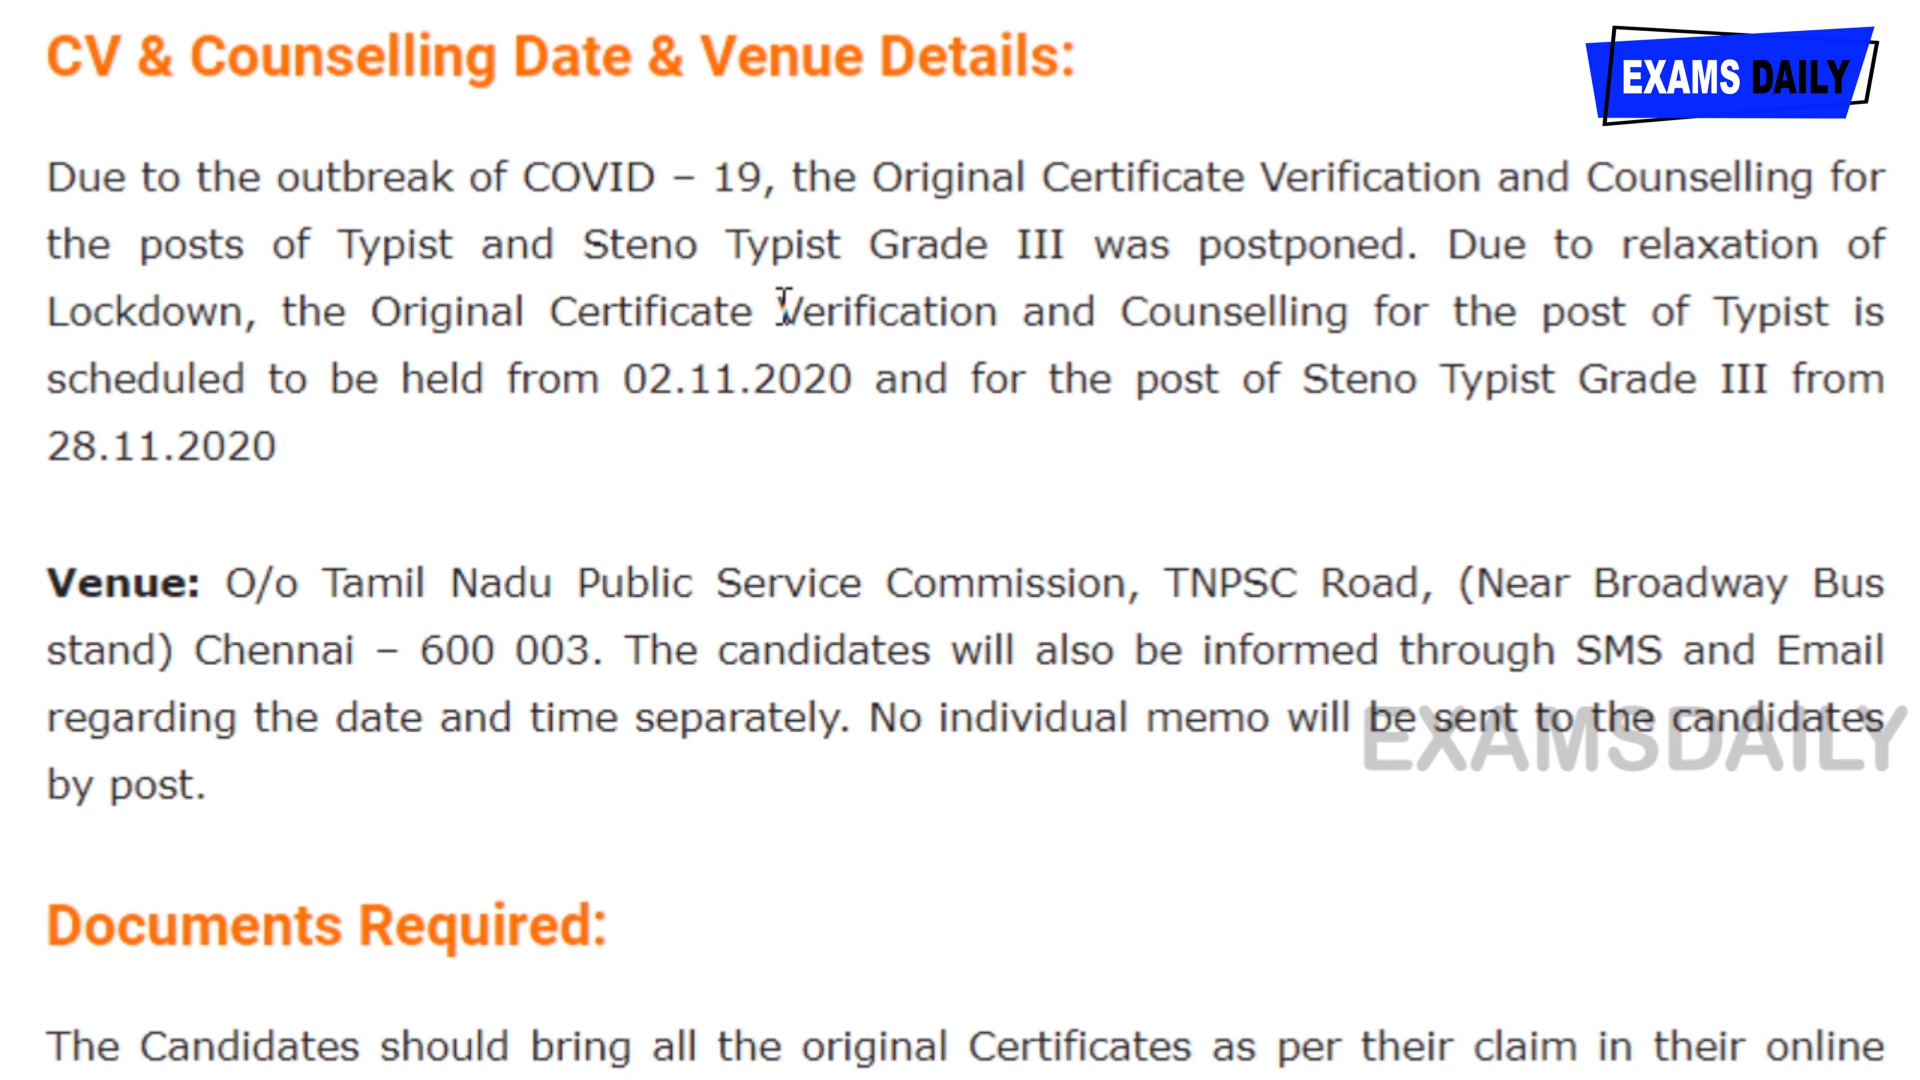 CV & Counselling Date & Venue Details:
EXAMS DAILY
Due to the outbreak of COVID – 19, the Original Certificate Verification and Counselling for
the posts of Typist and Steno Typist Grade III was postponed. Due to relaxation of
Lockdown, the Original Certificate Verification and Counselling for the post of Typist is
scheduled to be held from 02.11.2020 and for the post of Steno Typist Grade III from
28.11.2020
Venue: O/o Tamil Nadu Public Service Commission, TNPSC Road, (Near Broadway Bus
stand) Chennai – 600 003. The candidates will also be informed through SMS and Email
regarding the date and time separately. No individual memo will be sent to the candidates
EXAMSDAILY
by post.
Documents Required:
The Candidates should bring all the original Certificates as per their claim in their online